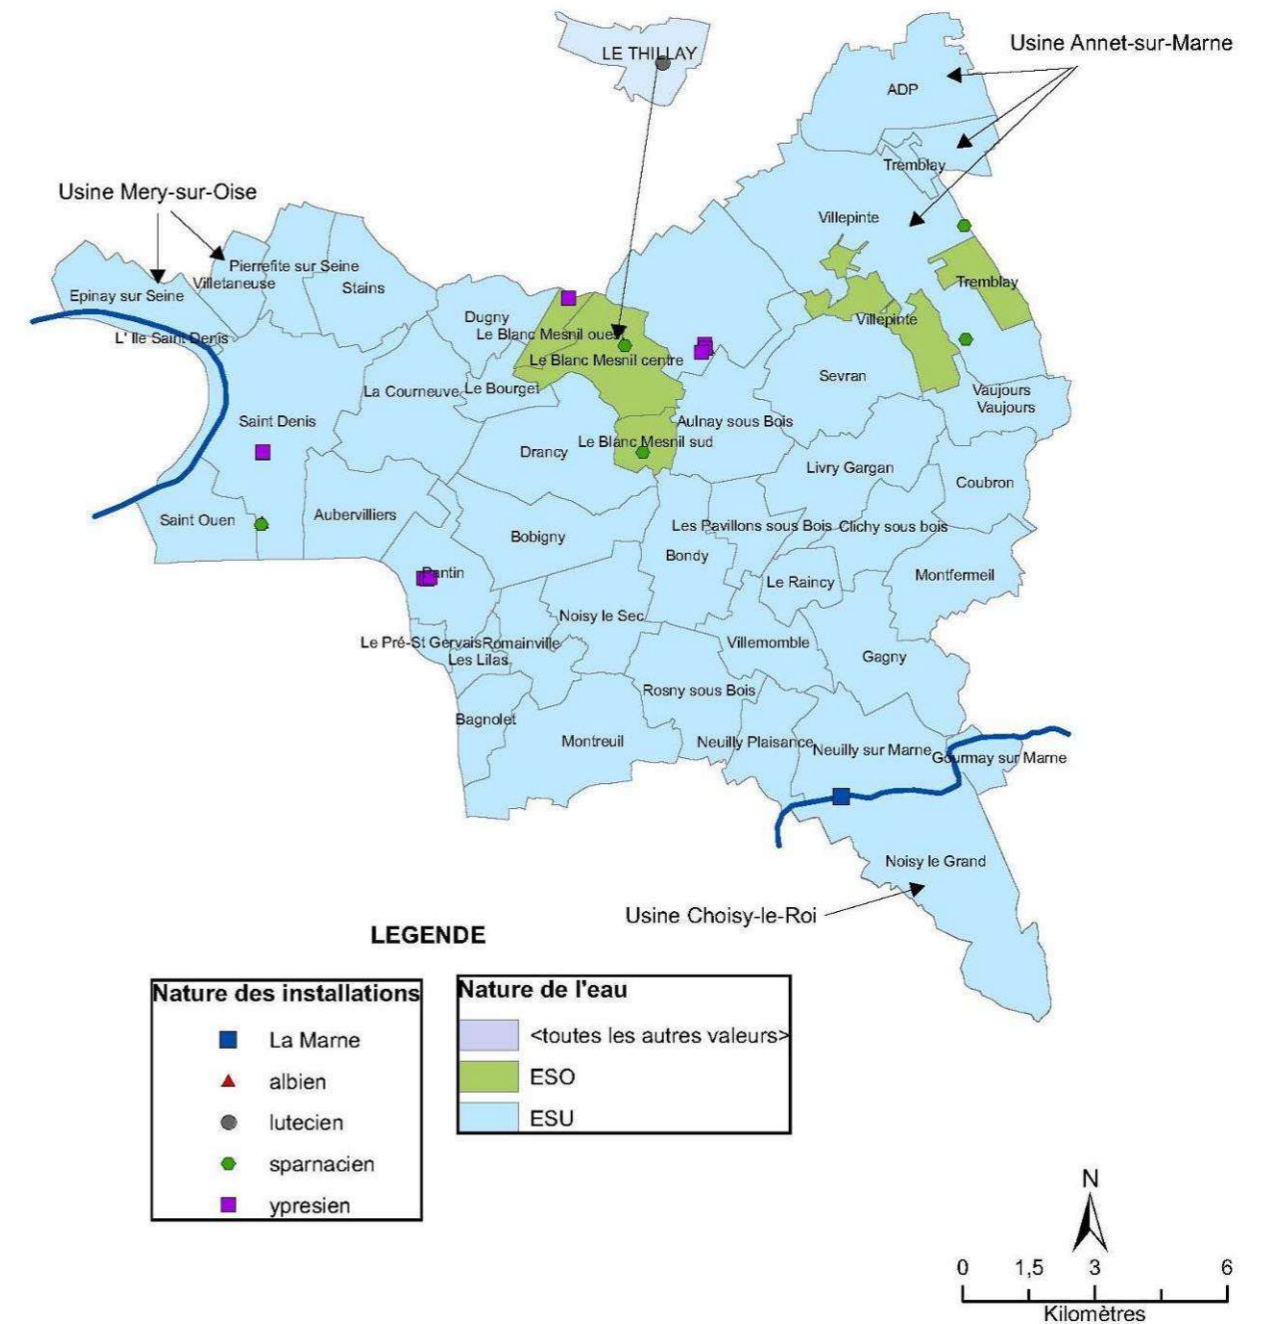 LE THILLAY
Usine Annet-sur-Marne
ADP
Tremblay
Usine Mery-sur-Oise
Villepinte
Pierrefite sur Seine
Villetaneuse
Stains
Epinay sur Seine
Tremblay
Dugny
Villepinte
L' Ile Saint Denis
Le Blanc Mesnil oues
Le Blanc Mesnil centre
Sevran
La Courneuve
Le Bourget
Vaujours
Vaujours
Saint Denis
Aulnay sous Bois
Le Blanc Mesnil sud
Drancy
Livry Gargan
Coubron
Saint Ouen
Aubervilliers
Les Pavillons sous Bois
Clichy sous bois
Bobigny
Bondy
Pantin
Le Raincy
Montfermeil
Noisy le Sec
Le Pré-St Gervais
Romainville
Villemomble
Les Lilas
Gagny
Rosny sous Bois
Bagnolet
Montreuil
Neuilly Plaisance
Neuilly sur Marne
Gournay sur Marne
Noisy le Grand
Usine Choisy-le-Roi
LEGENDE
Nature des installations
La Marne
albien
lutecien
sparnacien
ypresien
Nature de l'eau
<toutes les autres valeurs>
ESO
ESU
N
0 1,5 3 6
Kilomètres